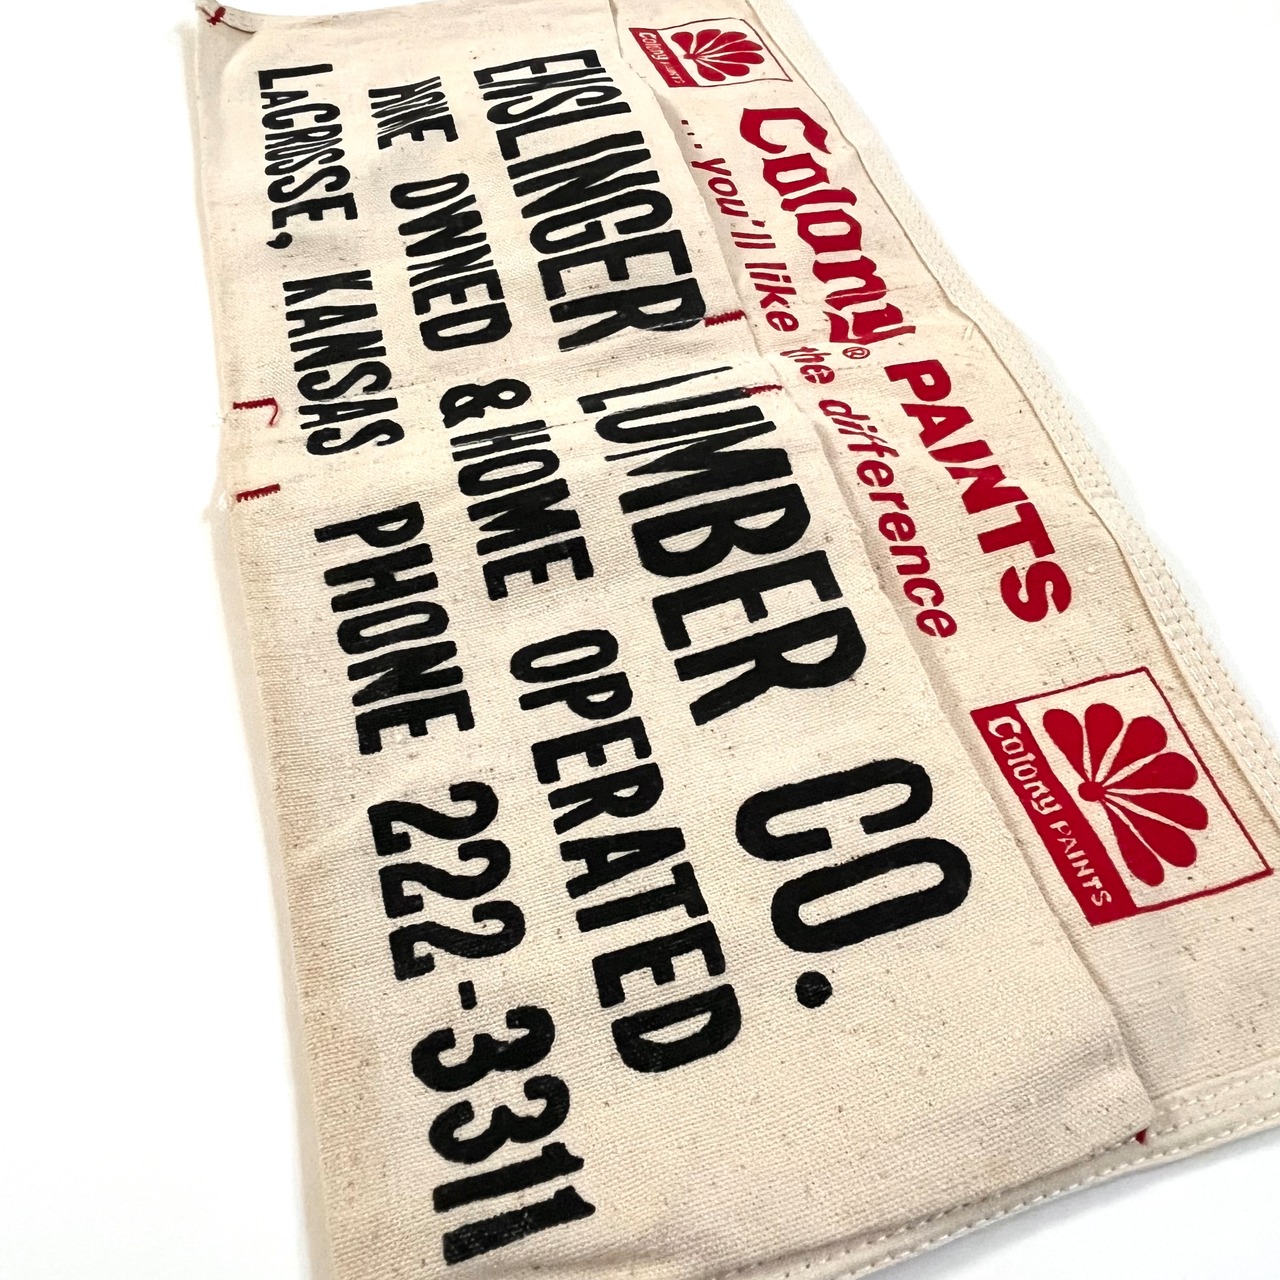 Colony PAINTS
Colony® PAINTS
...you'll like the difference
Colony PAINTS
EISLINGER LUMBER CO.
HOME OWNED & HOME OPERATED
LACROSSE, KANSAS PHONE 222-3311